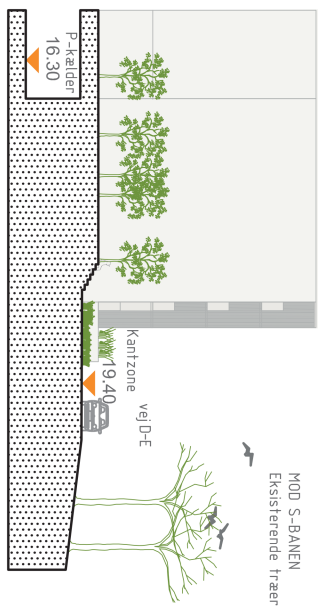 P-kælder
16.30
Kantzone
19.40
vej D-E
MOD S-BANEN
Eksisterende træer